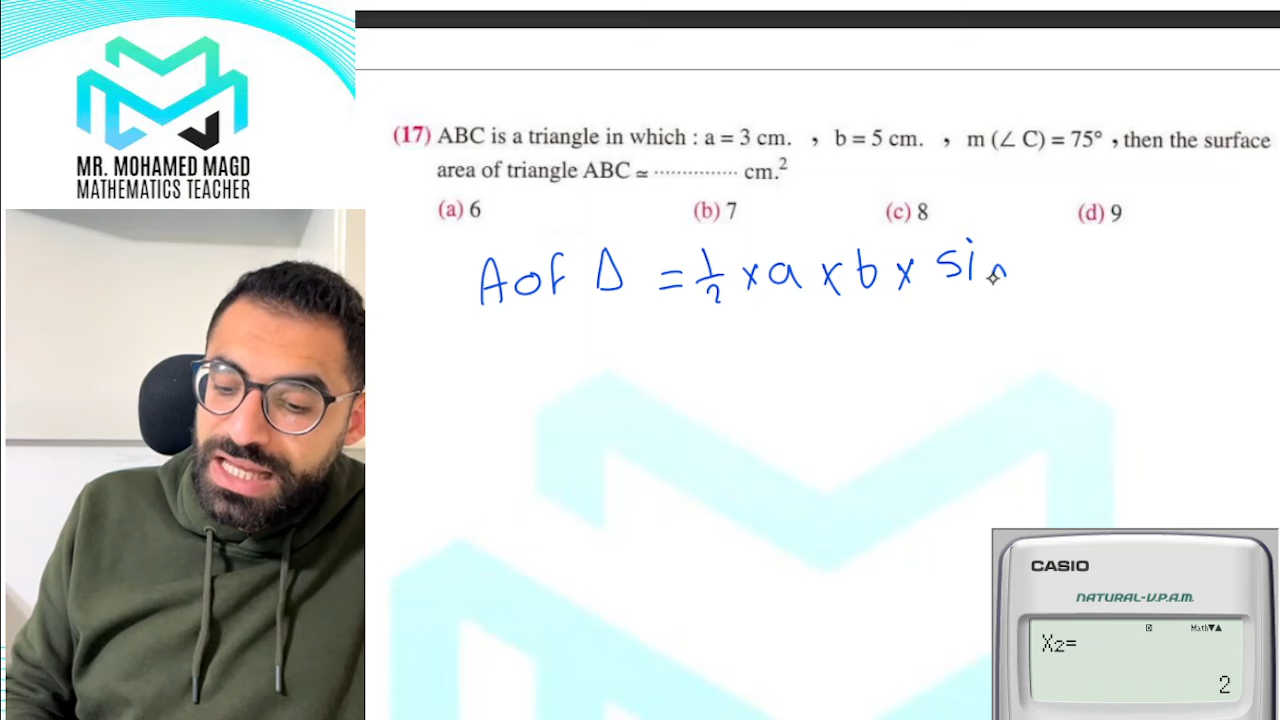 MR. MOHAMED MAGD
MATHEMATICS TEACHER
(17) ABC is a triangle in which : a = 3 cm. , b = 5 cm. , m (∠ C) = 75° , then the surface
area of triangle ABC ≃ ··············· cm.²
(a) 6 (b) 7 (c) 8 (d) 9
A of Δ = 1/2 × a × b × sin
CASIO
NATURAL-V.P.A.M.
Math▼▲
X₂=
2